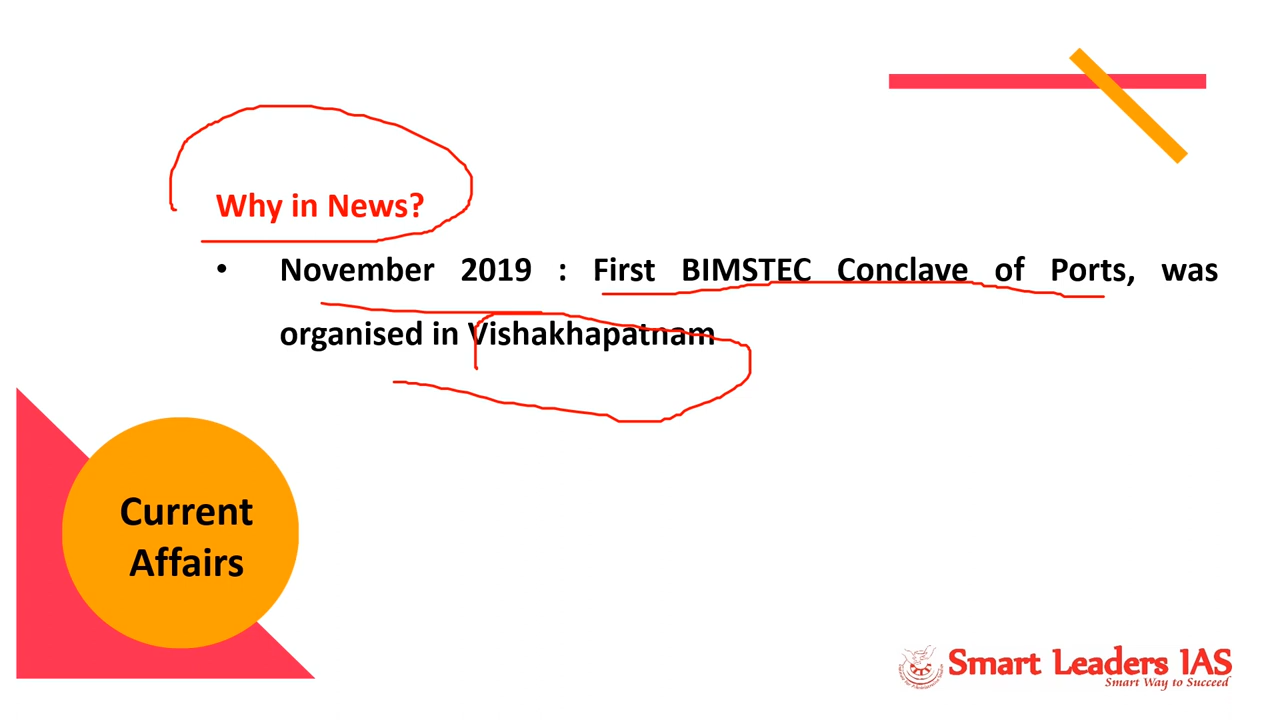 Why in News?
• November 2019 : First BIMSTEC Conclave of Ports, was
organised in Vishakhapatnam
Current
Affairs
Smart Leaders IAS
Smart Way to Succeed